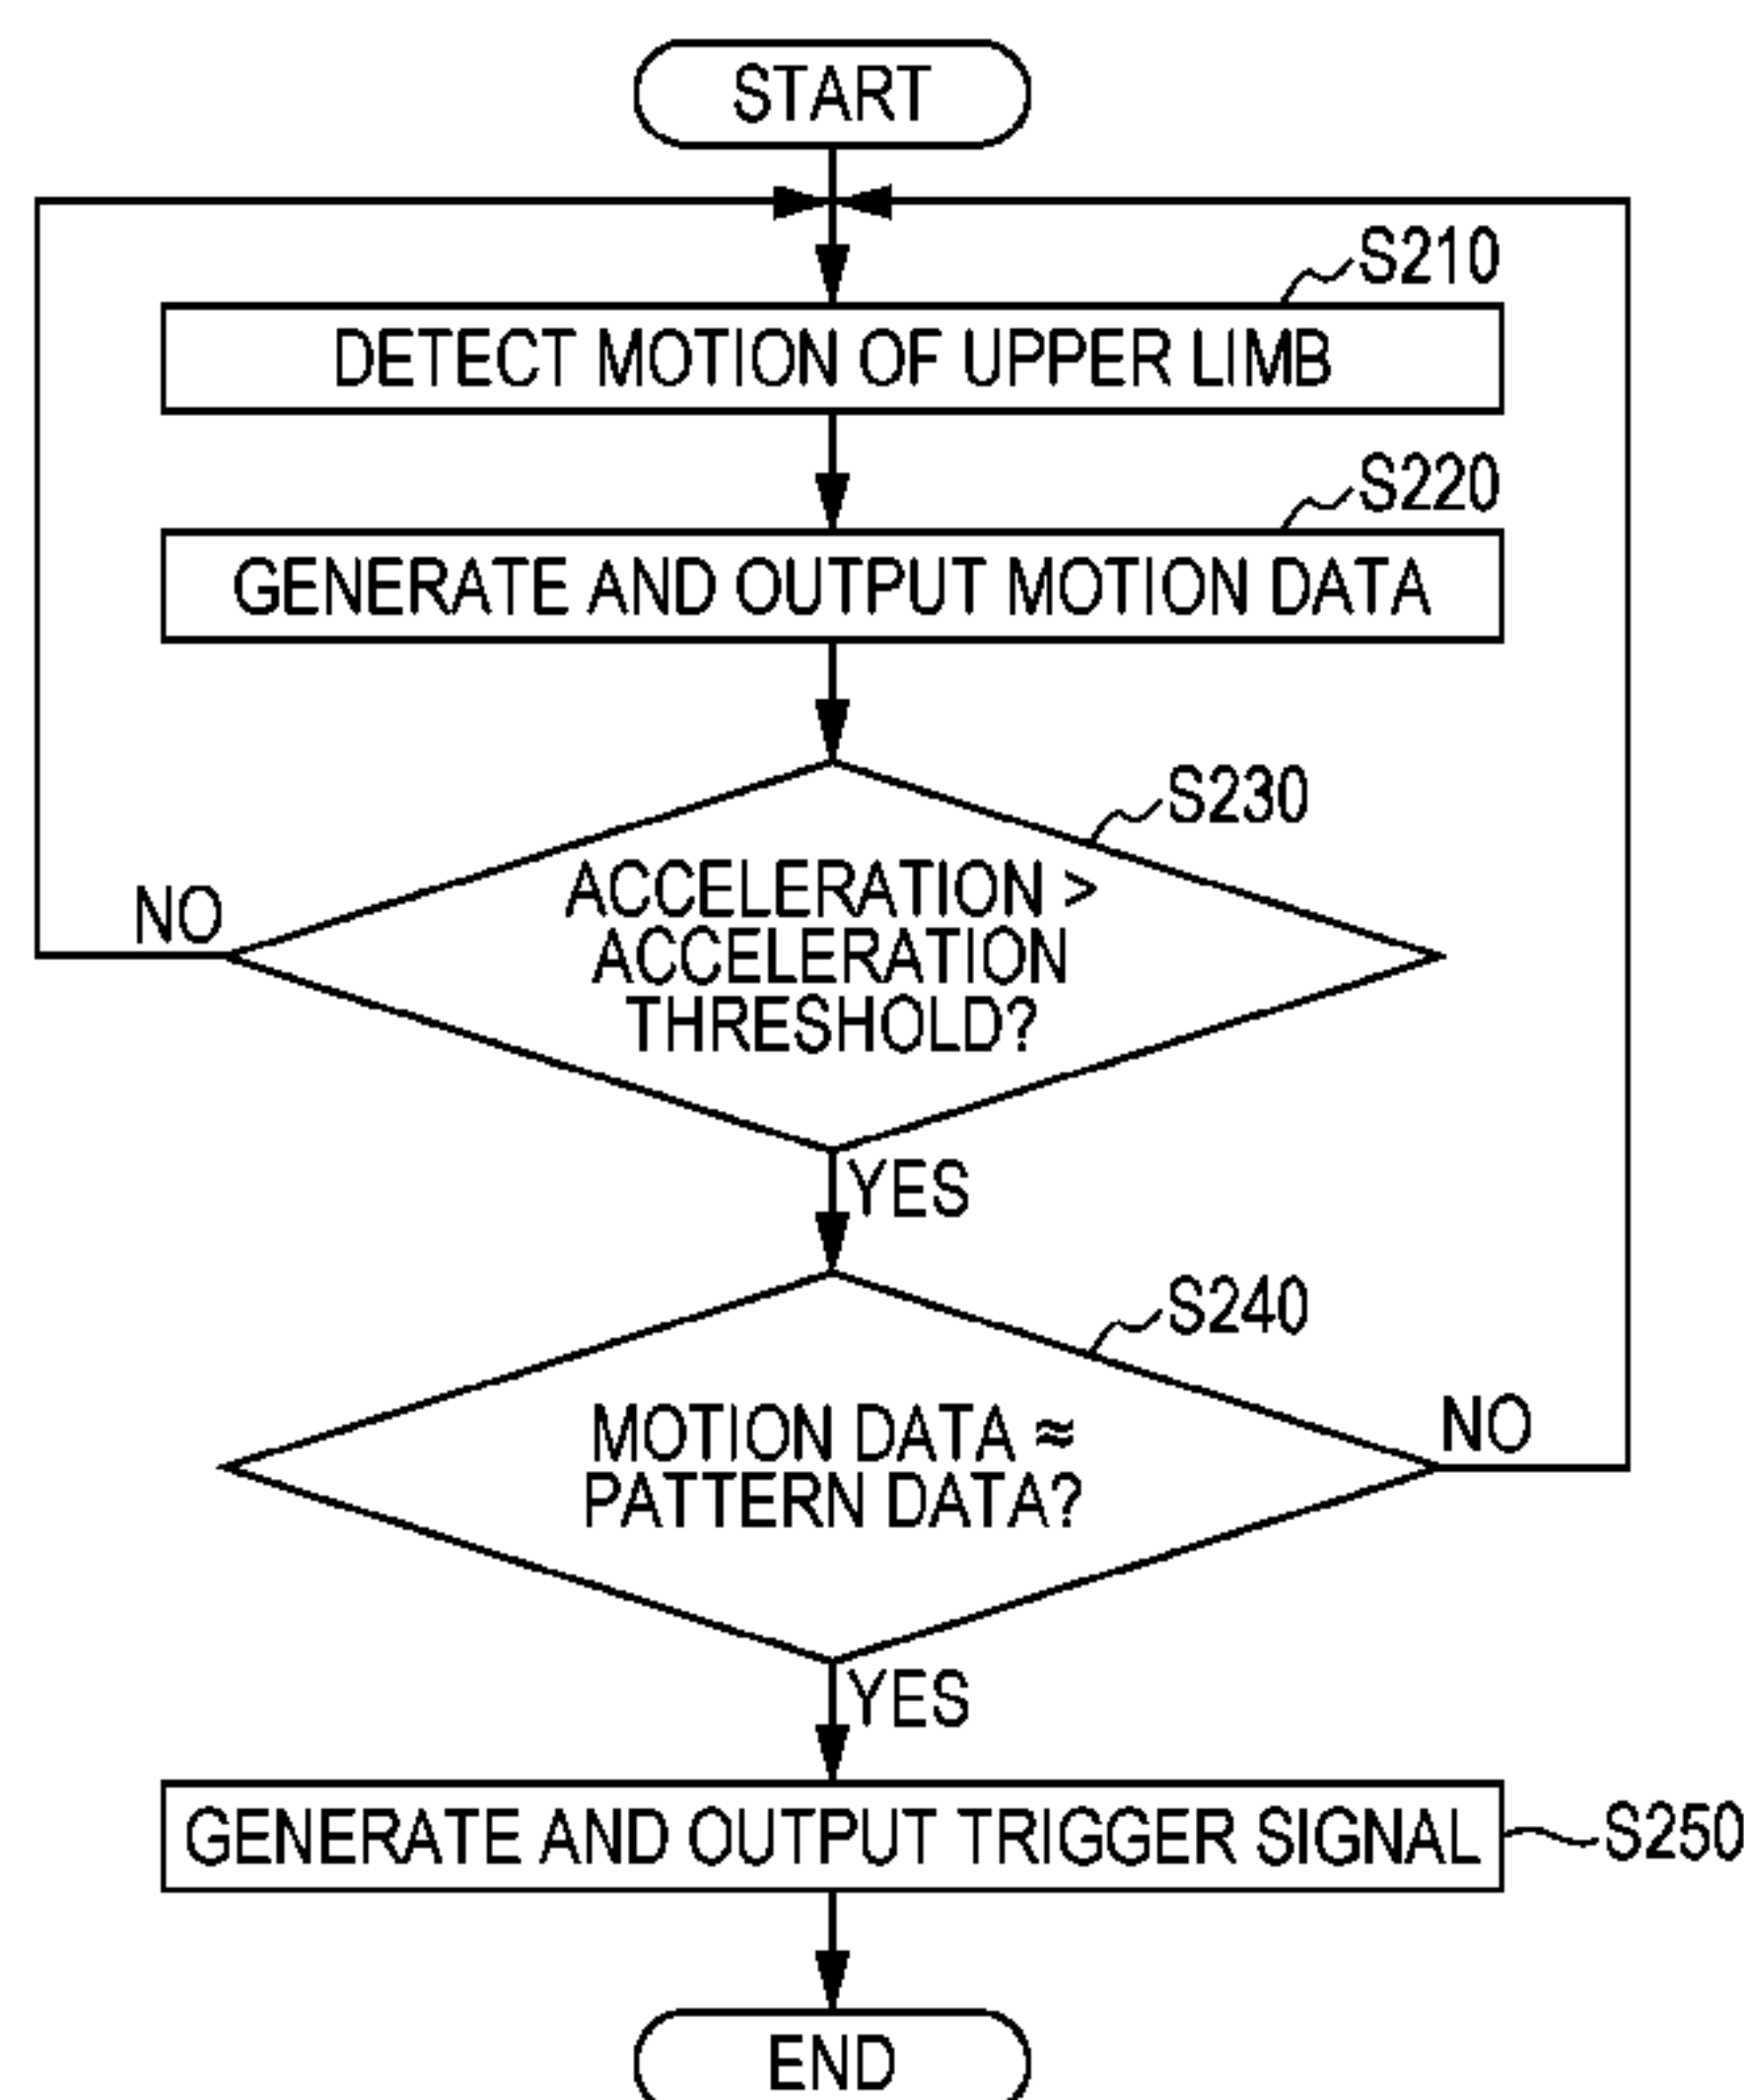 START
S210
DETECT MOTION OF UPPER LIMB
S220
GENERATE AND OUTPUT MOTION DATA
S230
ACCELERATION >
ACCELERATION
THRESHOLD?
NO
YES
S240
MOTION DATA ≈
PATTERN DATA?
NO
YES
GENERATE AND OUTPUT TRIGGER SIGNAL
S250
END